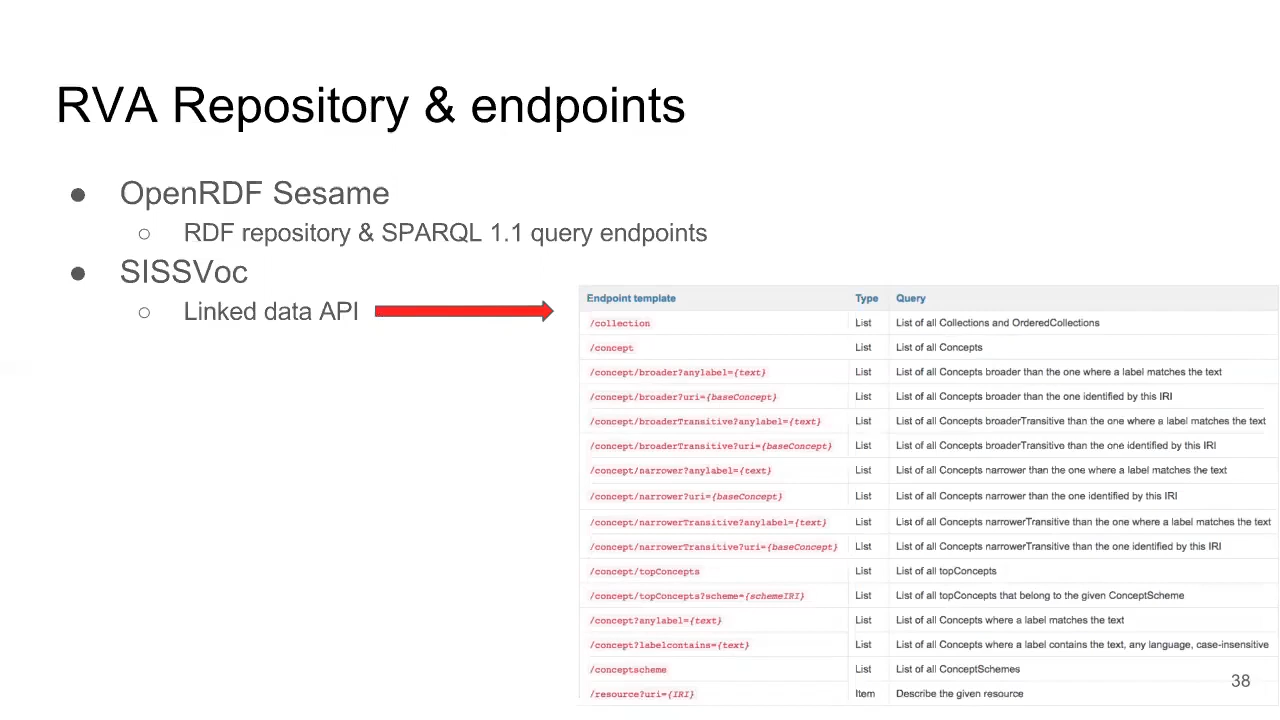 RVA Repository & endpoints
● OpenRDF Sesame
○ RDF repository & SPARQL 1.1 query endpoints
● SISSVoc
○ Linked data API
Endpoint template Type Query
/collection List List of all Collections and OrderedCollections
/concept List List of all Concepts
/concept/broader?anylabel={text} List List of all Concepts broader than the one where a label matches the text
/concept/broader?uri={baseConcept} List List of all Concepts broader than the one identified by this IRI
/concept/broaderTransitive?anylabel={text} List List of all Concepts broaderTransitive than the one where a label matches the text
/concept/broaderTransitive?uri={baseConcept} List List of all Concepts broaderTransitive than the one identified by this IRI
/concept/narrower?anylabel={text} List List of all Concepts narrower than the one where a label matches the text
/concept/narrower?uri={baseConcept} List List of all Concepts narrower than the one identified by this IRI
/concept/narrowerTransitive?anylabel={text} List List of all Concepts narrowerTransitive than the one where a label matches the text
/concept/narrowerTransitive?uri={baseConcept} List List of all Concepts narrowerTransitive than the one identified by this IRI
/concept/topConcepts List List of all topConcepts
/concept/topConcepts?scheme={schemeIRI} List List of all topConcepts that belong to the given ConceptScheme
/concept?anylabel={text} List List of all Concepts where a label matches the text
/concept?labelcontains={text} List List of all Concepts where a label contains the text, any language, case-insensitive
/conceptscheme List List of all ConceptSchemes
/resource?uri={IRI} Item Describe the given resource
38